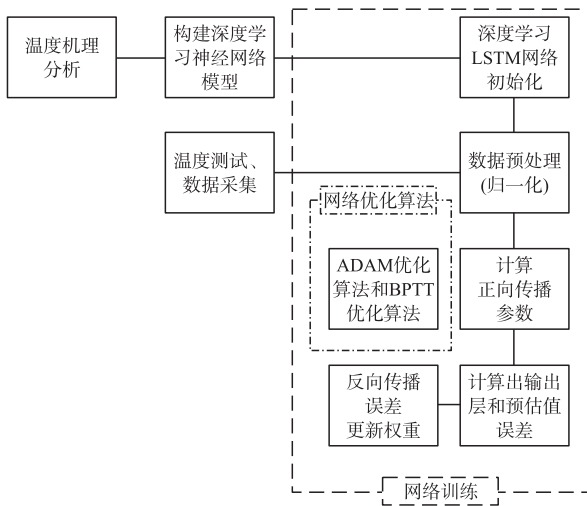 温度机理
分析
构建深度学
习神经网络
模型
深度学习
LSTM网络
初始化
温度测试、
数据采集
数据预处理
(归一化)
网络优化算法
ADAM优化
算法和BPTT
优化算法
计算
正向传播
参数
反向传播
误差
更新权重
计算出输出
层和预估值
误差
网络训练